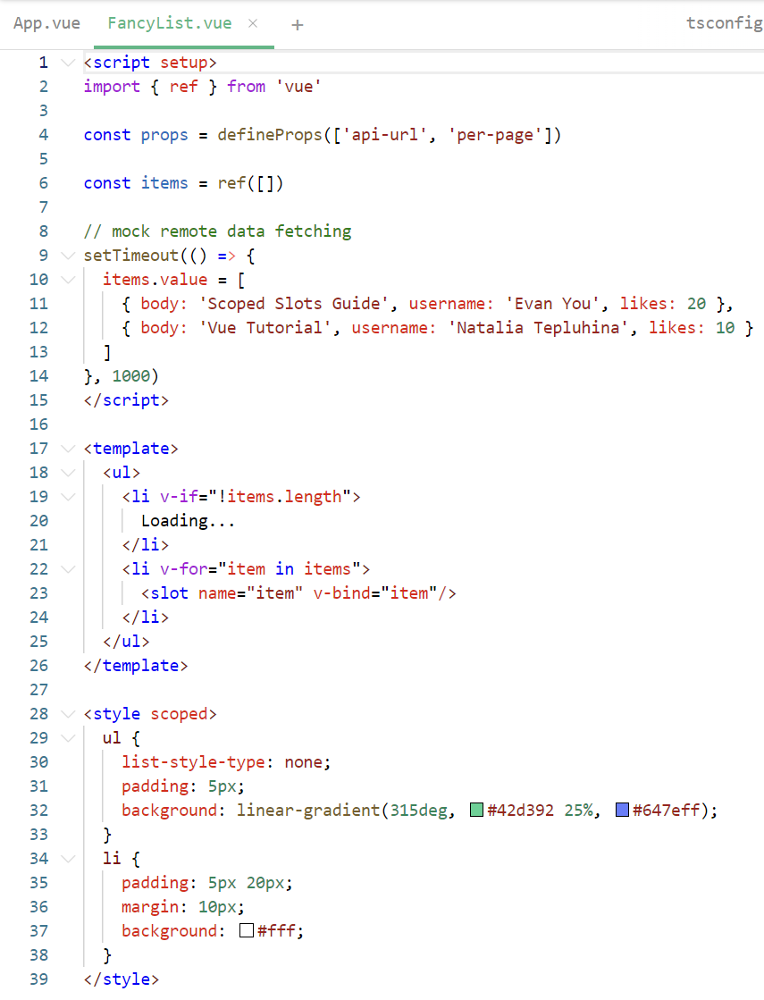 App.vue FancyList.vue × + tsconfig
1 <script setup>
2 import { ref } from 'vue'
3
4 const props = defineProps(['api-url', 'per-page'])
5
6 const items = ref([])
7
8 // mock remote data fetching
9 setTimeout(() => {
10   items.value = [
11     { body: 'Scoped Slots Guide', username: 'Evan You', likes: 20 },
12     { body: 'Vue Tutorial', username: 'Natalia Tepluhina', likes: 10 }
13   ]
14 }, 1000)
15 </script>
16
17 <template>
18   <ul>
19     <li v-if="!items.length">
20       Loading...
21     </li>
22     <li v-for="item in items">
23       <slot name="item" v-bind="item"/>
24     </li>
25   </ul>
26 </template>
27
28 <style scoped>
29   ul {
30     list-style-type: none;
31     padding: 5px;
32     background: linear-gradient(315deg, #42d392 25%, #647eff);
33   }
34   li {
35     padding: 5px 20px;
36     margin: 10px;
37     background: #fff;
38   }
39 </style>